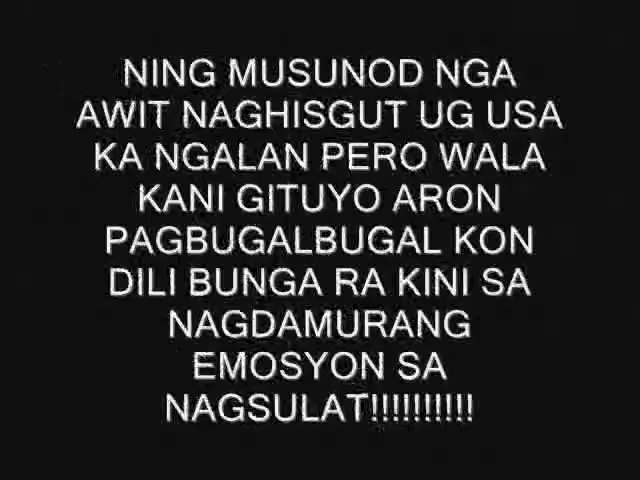 NING MUSUNOD NGA
AWIT NAGHISGUT UG USA
KA NGALAN PERO WALA
KANI GITUYO ARON
PAGBUGALBUGAL KON
DILI BUNGA RA KINI SA
NAGDAMURANG
EMOSYON SA
NAGSULAT!!!!!!!!!!